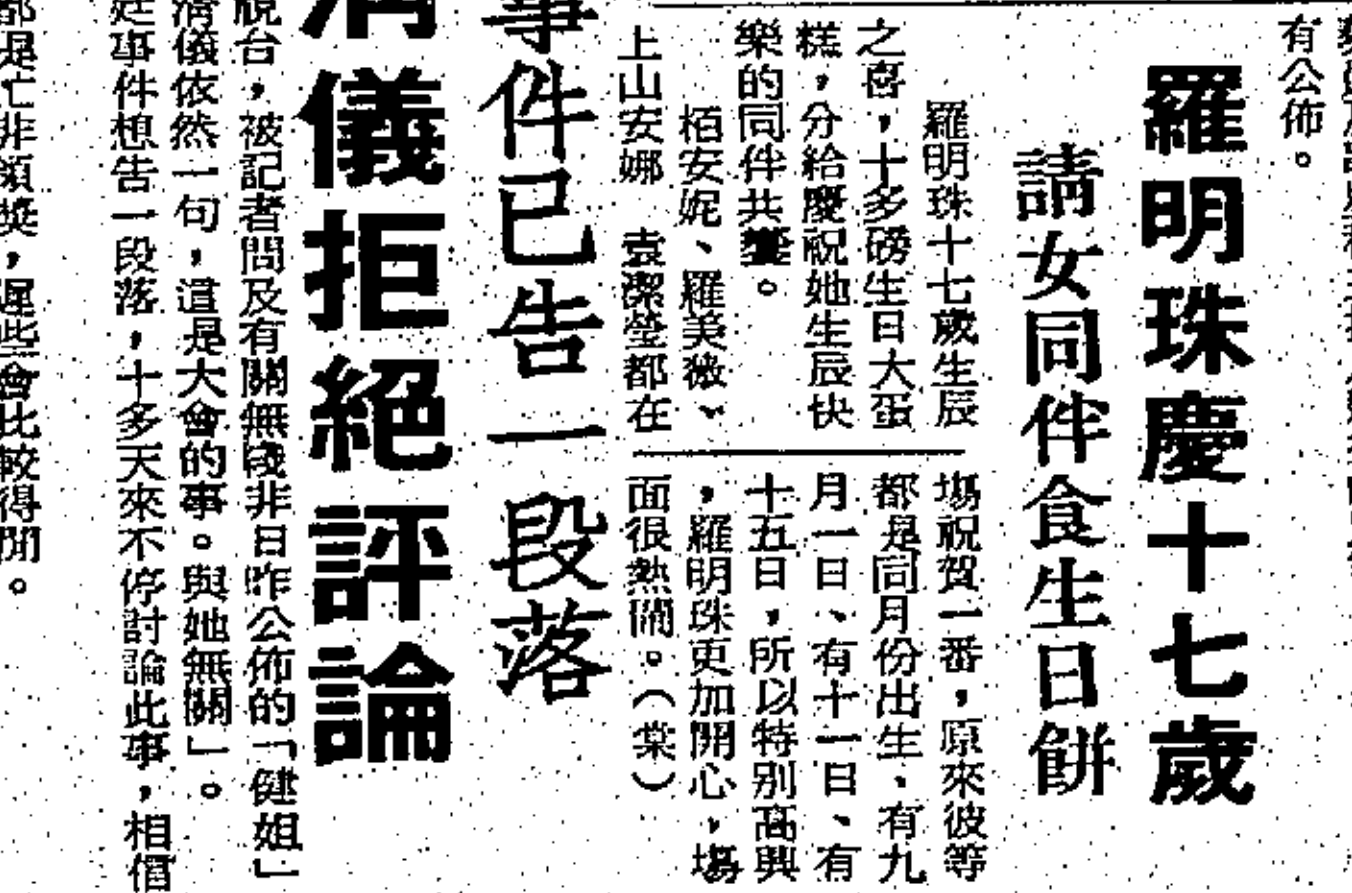 有公佈。
羅明珠慶十七歲
請女同伴食生日餅
羅明珠十七歲生辰
之喜，十多磅生日大蛋
糕，分給慶祝她生辰快
樂的同伴共饗。
栢安妮、羅美薇、
上山安娜　袁潔瑩都在
塲祝賀一番，原來彼等
都是同月份出生、有九
月一日、有十一日、有
十五日，所以特別高興
，羅明珠更加開心，塲
面很熱鬧。（棠）
事件已告一段落
儀拒絕評論
視台，被記者問及有關無綫非日昨公佈的「健姐」
清儀依然一句，這是大會的事。與她無關」。
事件想告一段落，十多天來不停討論此事，相信
都是亡非領獎，遲些會比較得閒。